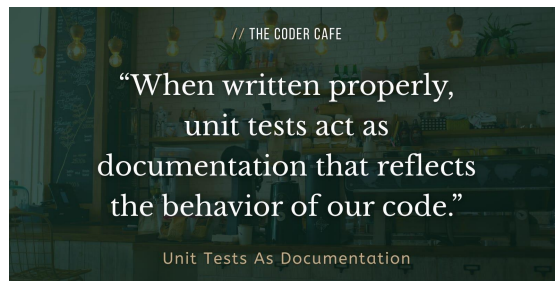 // THE CODER CAFE
“When written properly,
unit tests act as
documentation that reflects
the behavior of our code.”
Unit Tests As Documentation